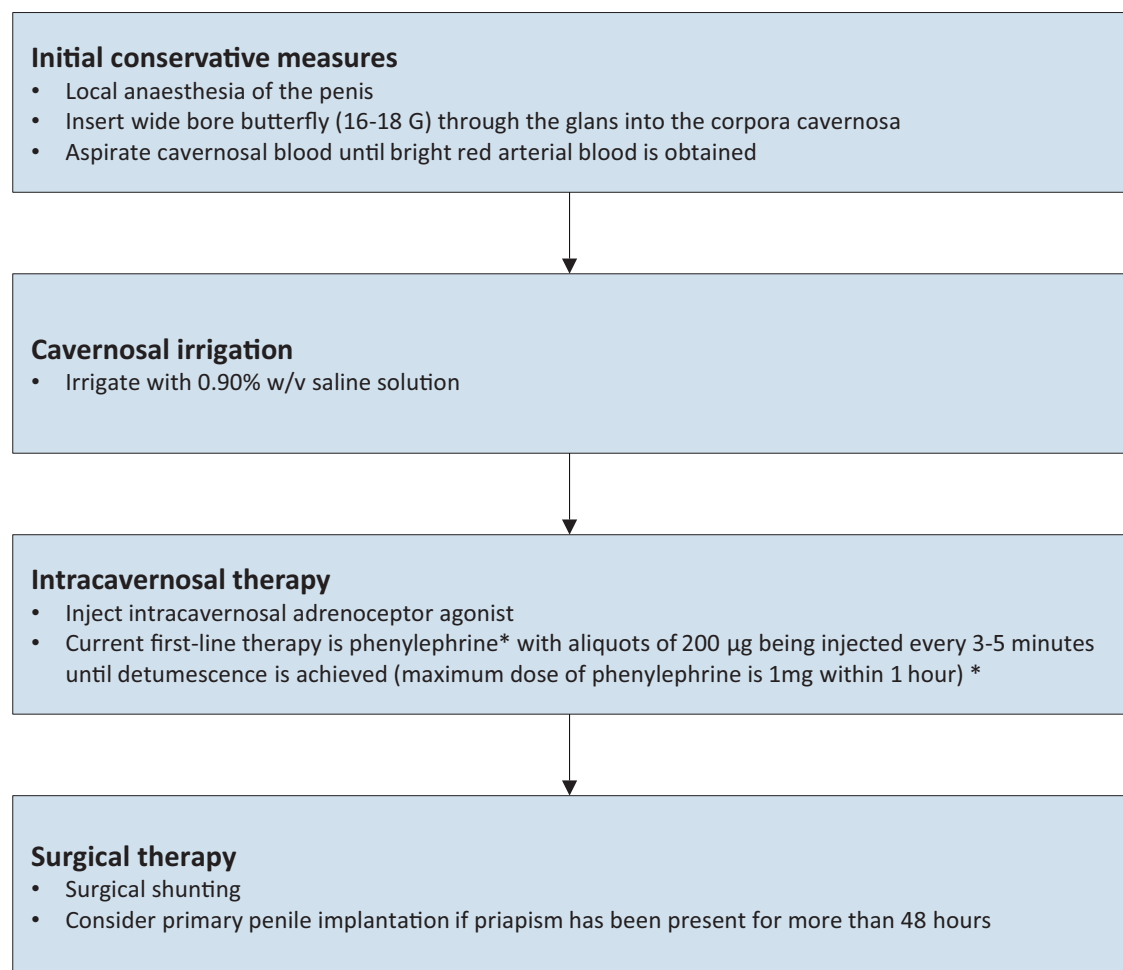 Initial conservative measures
• Local anaesthesia of the penis
• Insert wide bore butterfly (16-18 G) through the glans into the corpora cavernosa
• Aspirate cavernosal blood until bright red arterial blood is obtained
Cavernosal irrigation
• Irrigate with 0.90% w/v saline solution
Intracavernosal therapy
• Inject intracavernosal adrenoceptor agonist
• Current first-line therapy is phenylephrine* with aliquots of 200 µg being injected every 3-5 minutes
until detumescence is achieved (maximum dose of phenylephrine is 1mg within 1 hour) *
Surgical therapy
• Surgical shunting
• Consider primary penile implantation if priapism has been present for more than 48 hours